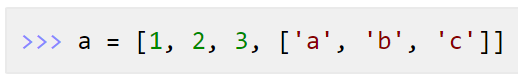 >>> a = [1, 2, 3, ['a', 'b', 'c']]